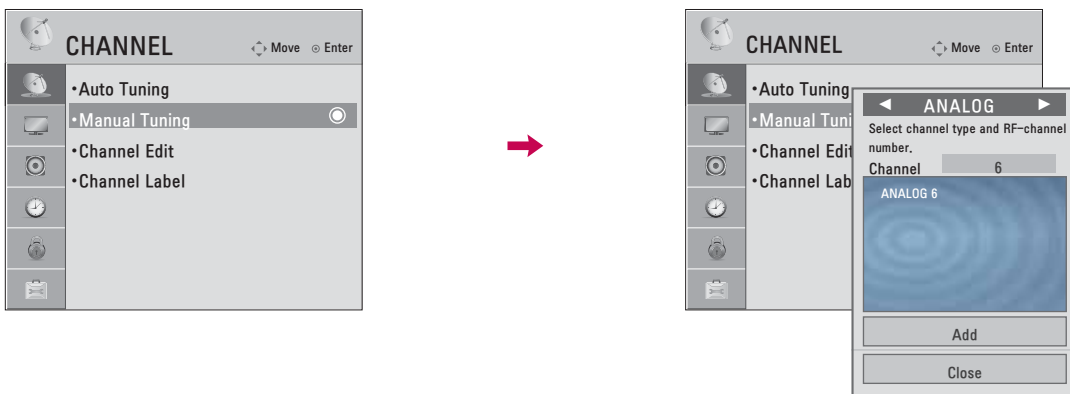 CHANNEL
Move
Enter
•Auto Tuning
•Manual Tuning
•Channel Edit
•Channel Label
CHANNEL
Move
Enter
•Auto Tuning
•Manual Tuni
•Channel Edit
•Channel Lab
◀ ANALOG ▶
Select channel type and RF-channel
number.
Channel 6
ANALOG 6
Add
Close